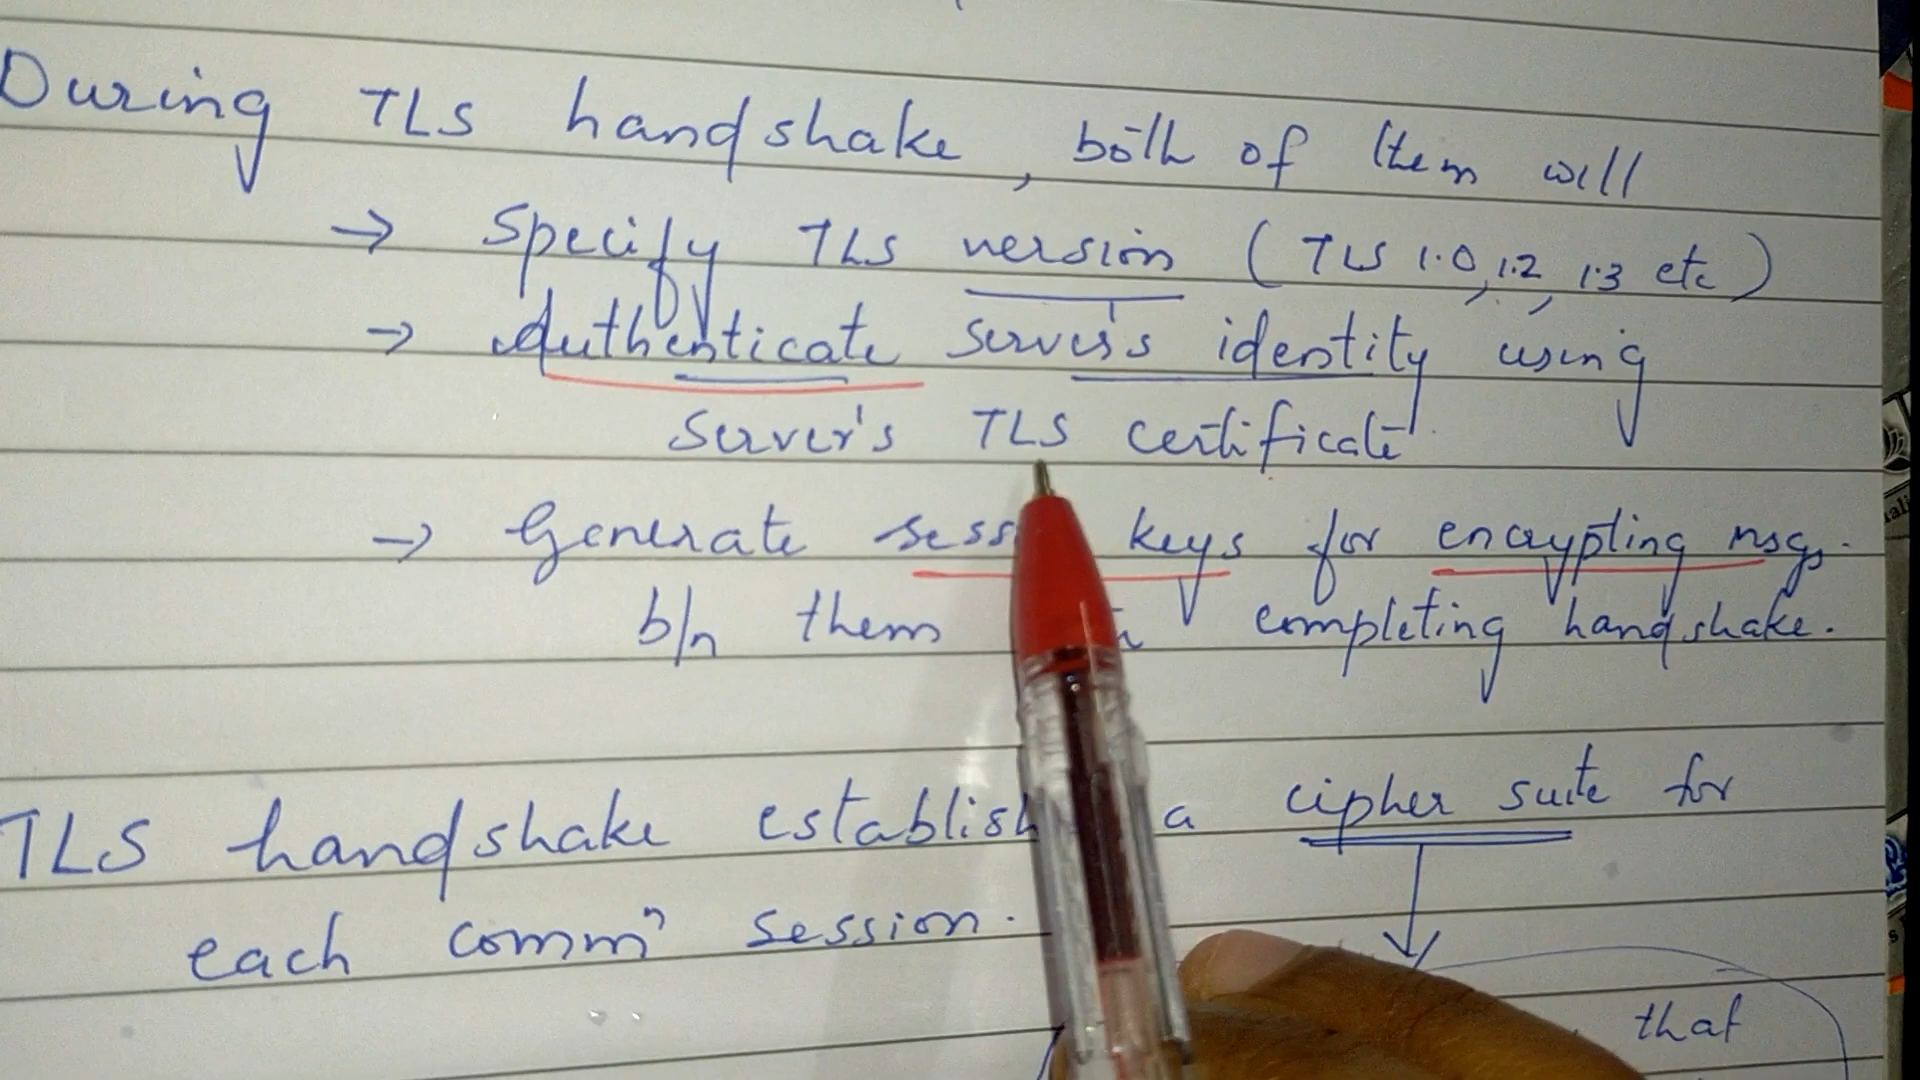 During TLS handshake, both of them will
→ Specify TLS version (TLS 1.0, 1.2, 1.3 etc)
→ Authenticate server's identity using
Server's TLS certificate
→ Generate keys for encrypting msgs.
b/n them completing handshake.
TLS handshake a cipher suite for
each commn session.
that